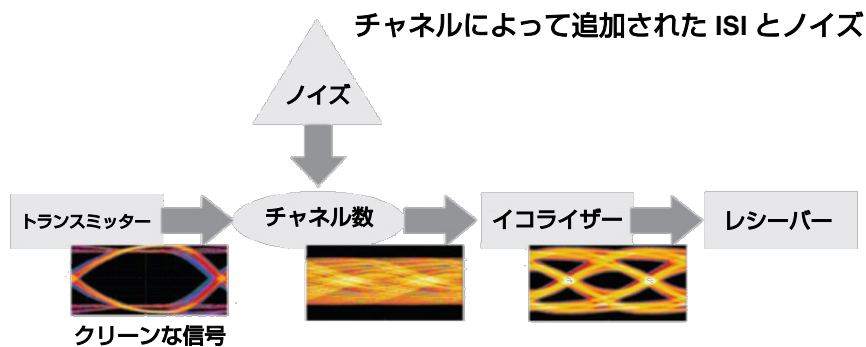 チャネルによって追加された ISI とノイズ
ノイズ
トランスミッター
チャネル数
イコライザー
レシーバー
クリーンな信号